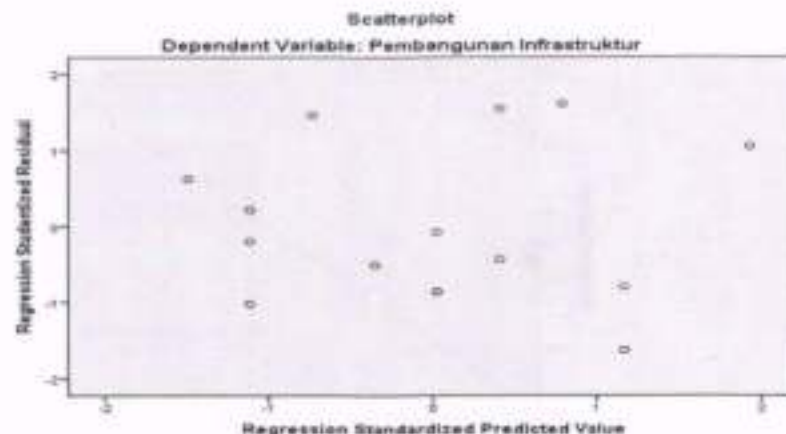 Scatterplot
Dependent Variable: Pembangunan Infrastruktur
Regression Studentized Residual
2
1
0
-1
-2
-2
-1
0
1
2
Regression Standardized Predicted Value